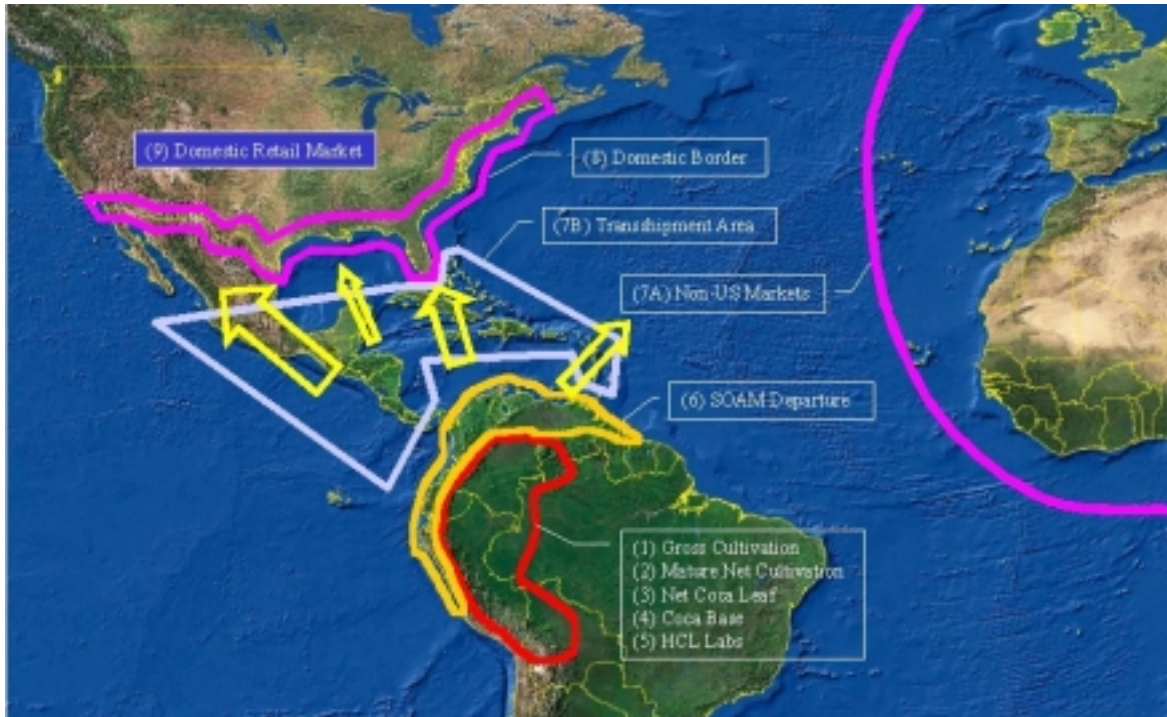 (9) Domestic Retail Market
(8) Domestic Border
(7B) Transshipment Area
(7A) Non-US Markets
(6) SOAM Departure
(1) Gross Cultivation
(2) Mature Net Cultivation
(3) Net Coca Leaf
(4) Coca Base
(5) HCL Labs